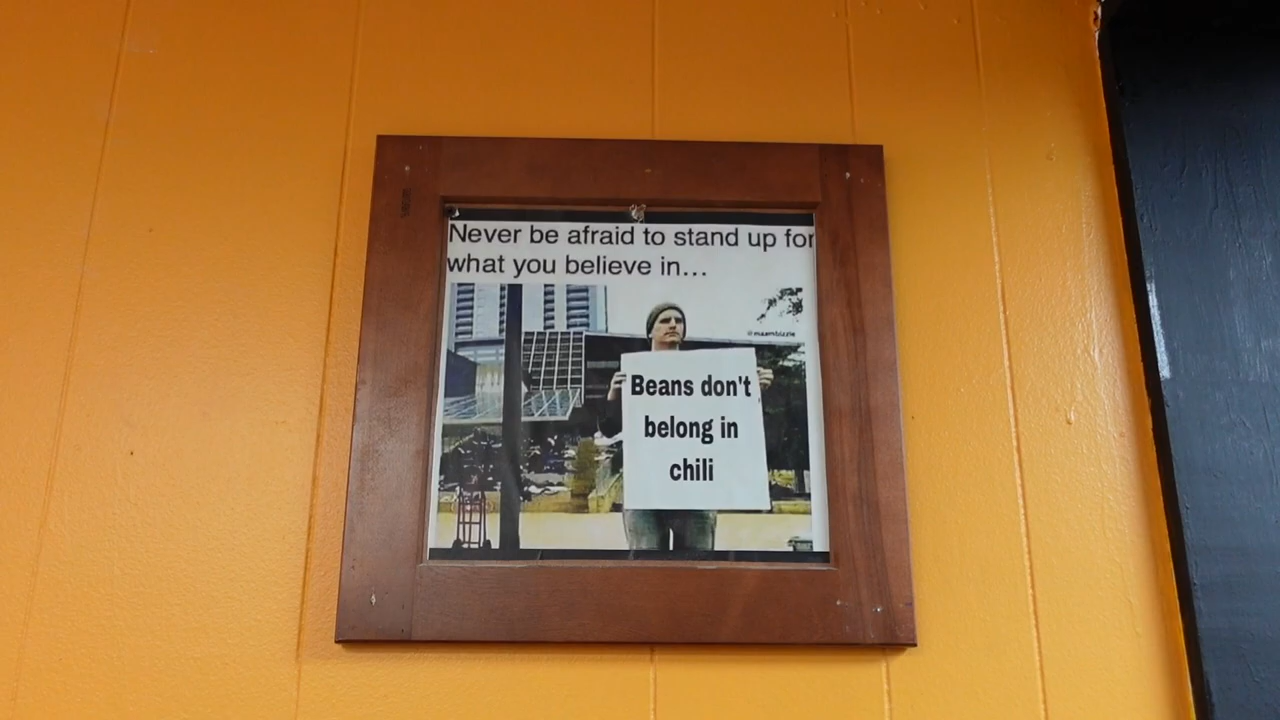 Never be afraid to stand up for
what you believe in...
Beans don't
belong in
chili